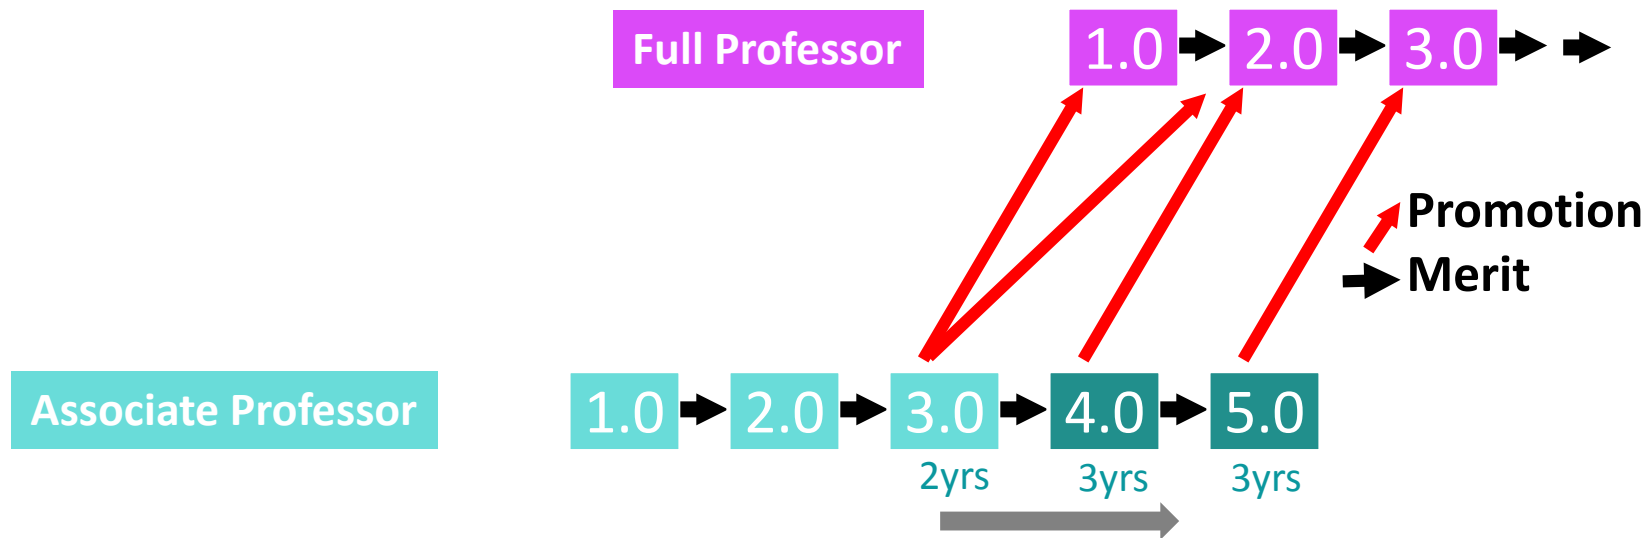 Full Professor
1.0 2.0 3.0
Promotion
Merit
Associate Professor
1.0 2.0 3.0 4.0 5.0
2yrs 3yrs 3yrs